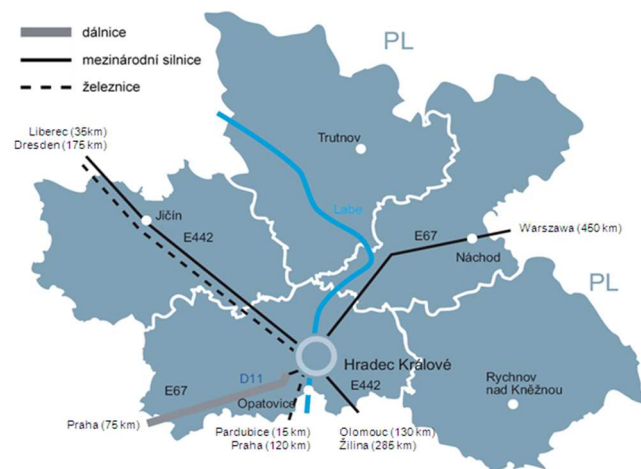 dálnice
PL
mezinárodní silnice
železnice
Liberec (35km)
Dresden (175 km)
Trutnov
Jičín
Labe
E442
E67
Warszawa (450 km)
Náchod
PL
Hradec Králové
D11
E442
E67
Opatovice
Rychnov
nad Kněžnou
Praha (75 km)
Pardubice (15 km)
Praha (120 km)
Olomouc (130 km)
Žilina (285 km)